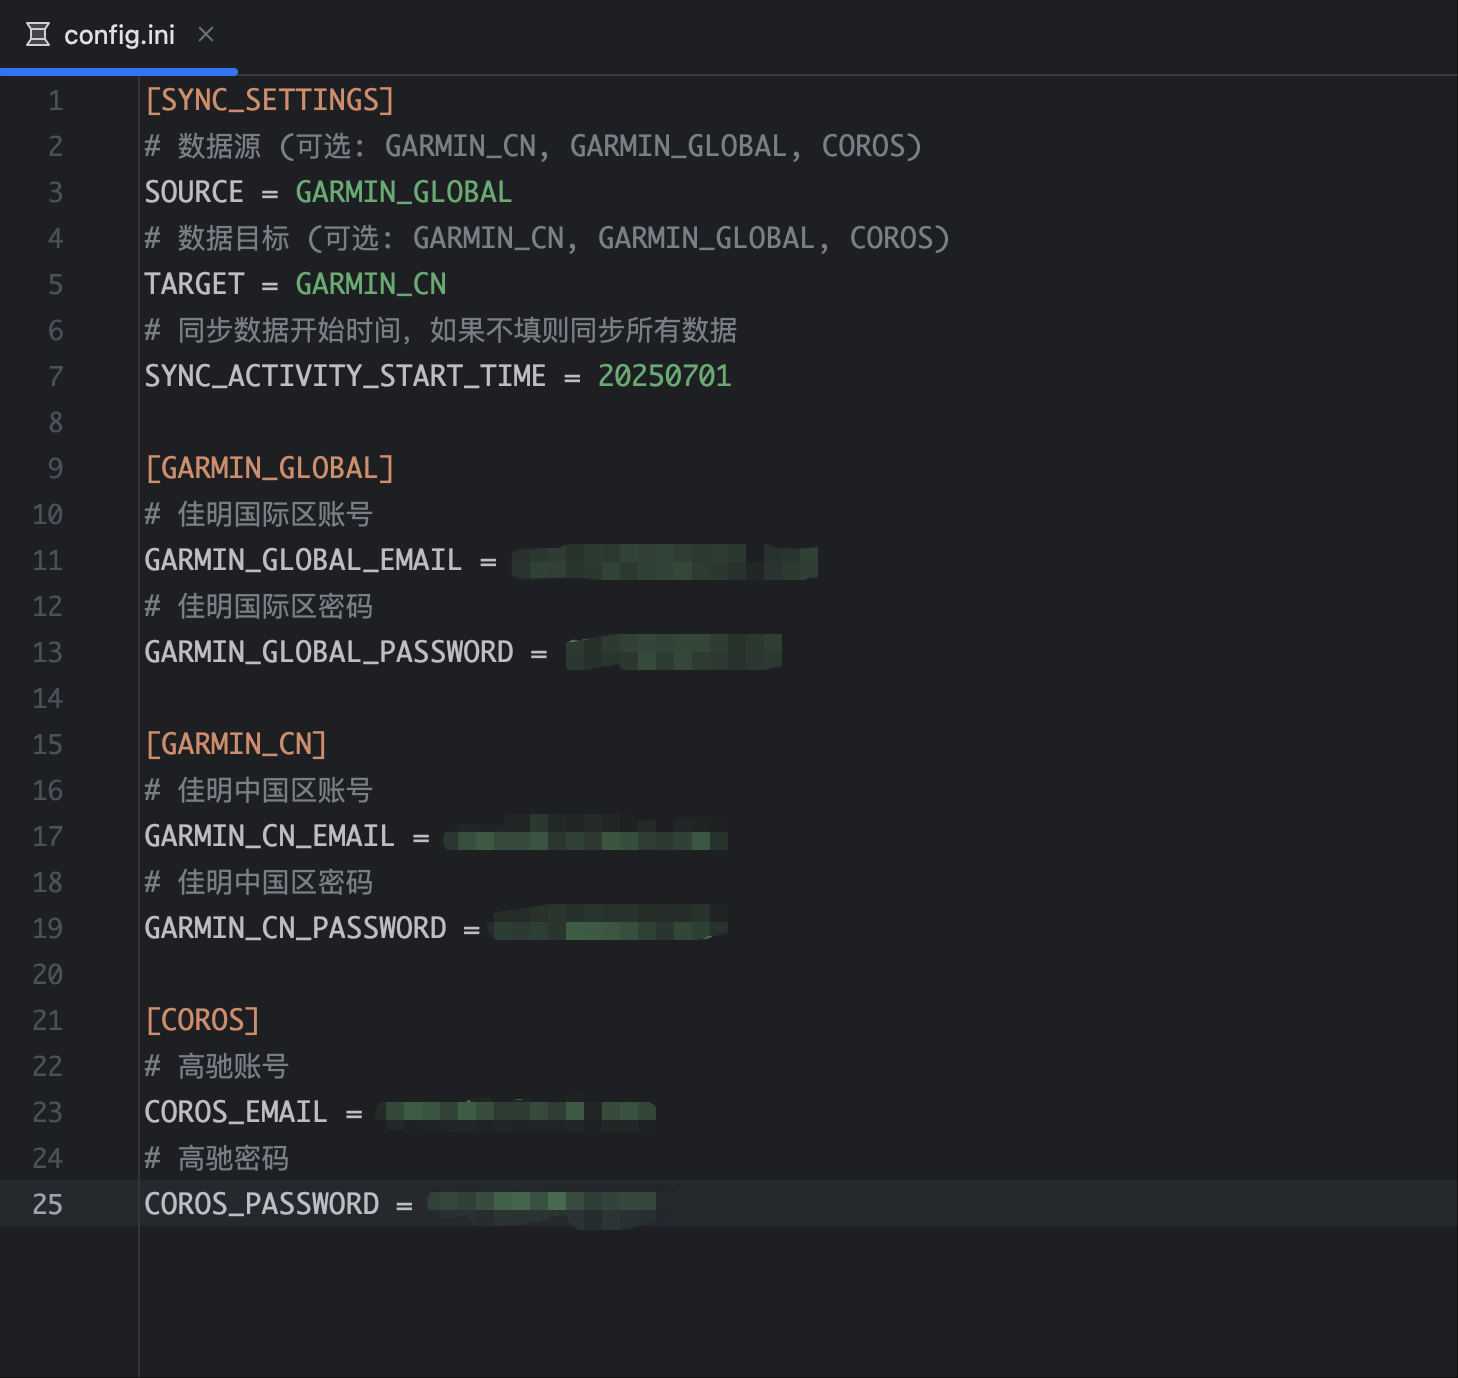 config.ini
1 [SYNC_SETTINGS]
2 # 数据源 (可选: GARMIN_CN, GARMIN_GLOBAL, COROS)
3 SOURCE = GARMIN_GLOBAL
4 # 数据目标 (可选: GARMIN_CN, GARMIN_GLOBAL, COROS)
5 TARGET = GARMIN_CN
6 # 同步数据开始时间, 如果不填则同步所有数据
7 SYNC_ACTIVITY_START_TIME = 20250701
8
9 [GARMIN_GLOBAL]
10 # 佳明国际区账号
11 GARMIN_GLOBAL_EMAIL =
12 # 佳明国际区密码
13 GARMIN_GLOBAL_PASSWORD =
14
15 [GARMIN_CN]
16 # 佳明中国区账号
17 GARMIN_CN_EMAIL =
18 # 佳明中国区密码
19 GARMIN_CN_PASSWORD =
20
21 [COROS]
22 # 高驰账号
23 COROS_EMAIL =
24 # 高驰密码
25 COROS_PASSWORD =